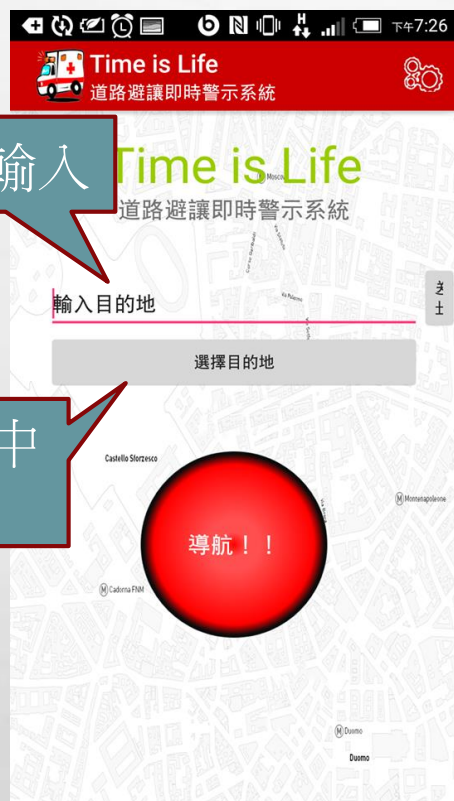 下午7:26
Time is Life
道路避讓即時警示系統
輸入
Time is Life
道路避讓即時警示系統
M Moscova
輸入目的地
選擇目的地
中
Castello Sforzesco
M Montenapoleone
導航！！
M Cadorna FNM
M Duomo
Duomo